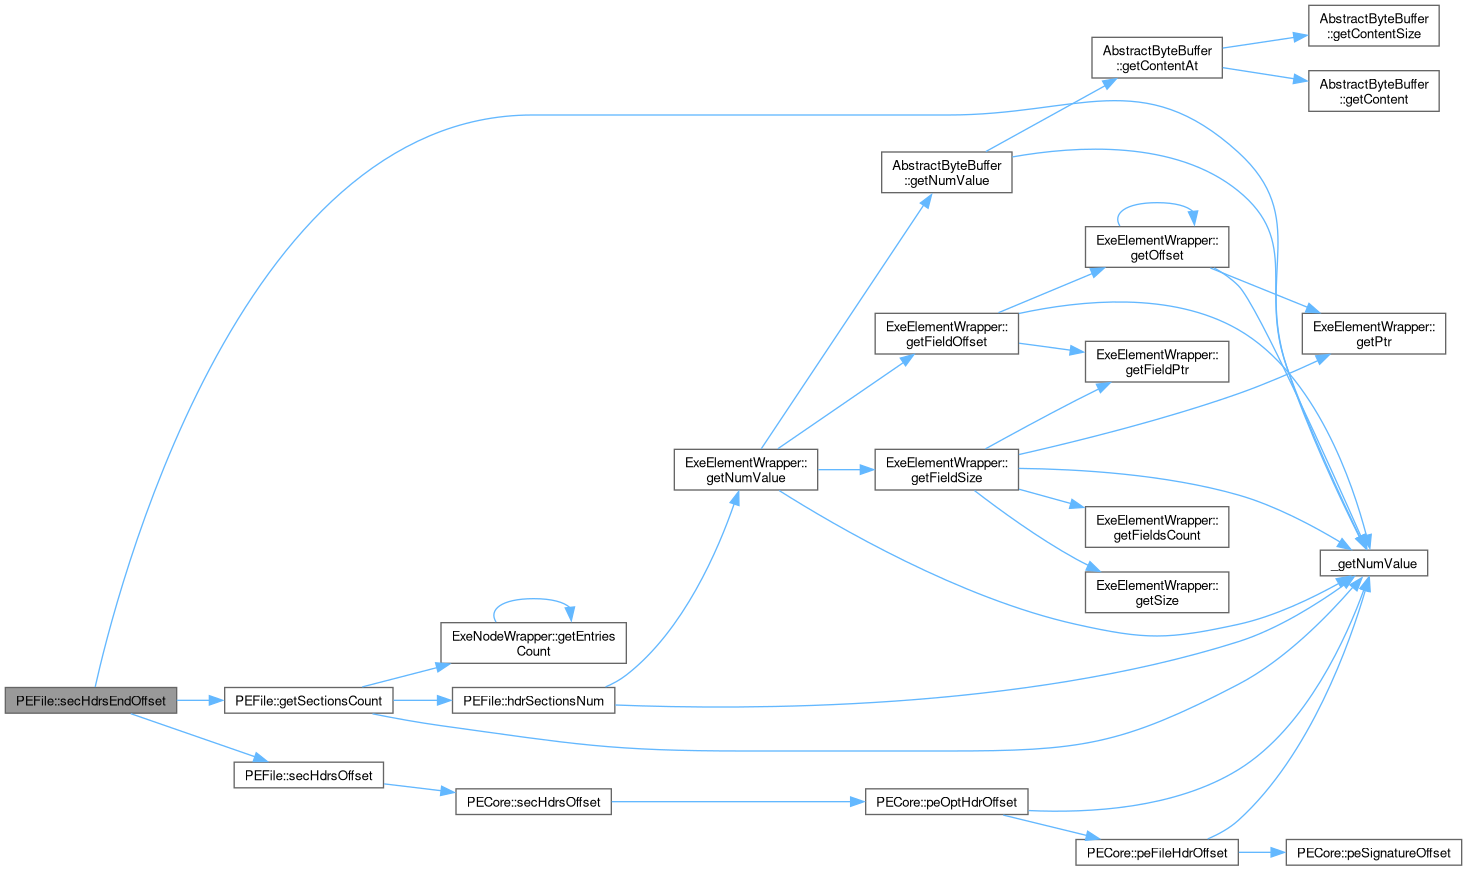 AbstractByteBuffer
::getContentSize
AbstractByteBuffer
::getContentAt
AbstractByteBuffer
::getContent
AbstractByteBuffer
::getNumValue
ExeElementWrapper::
getOffset
ExeElementWrapper::
getFieldOffset
ExeElementWrapper::
getPtr
ExeElementWrapper::
getFieldPtr
ExeElementWrapper::
getNumValue
ExeElementWrapper::
getFieldSize
ExeElementWrapper::
getFieldsCount
_getNumValue
ExeElementWrapper::
getSize
ExeNodeWrapper::getEntries
Count
PEFile::secHdrsEndOffset
PEFile::getSectionsCount
PEFile::hdrSectionsNum
PEFile::secHdrsOffset
PECore::secHdrsOffset
PECore::peOptHdrOffset
PECore::peFileHdrOffset
PECore::peSignatureOffset